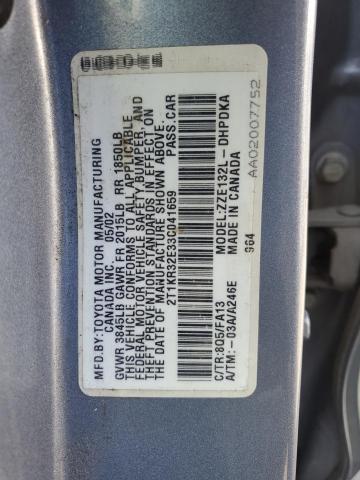 MFD. BY: TOYOTA MOTOR MANUFACTURING
CANADA INC. 05/02
GVWR 3845LB GAWR FR 2015LB RR 1850LB
THIS VEHICLE CONFORMS TO ALL APPLICABLE
FEDERAL MOTOR VEHICLE SAFETY, BUMPER, AND
THEFT PREVENTION STANDARDS IN EFFECT ON
THE DATE OF MANUFACTURE SHOWN ABOVE.
2T1KR32E33C041659 PASS.CAR
C/TR:8Q5/FA13 MODEL:ZZE132L-DHPDKA
A/TM:-03A/A246E MADE IN CANADA
964
AA02007752